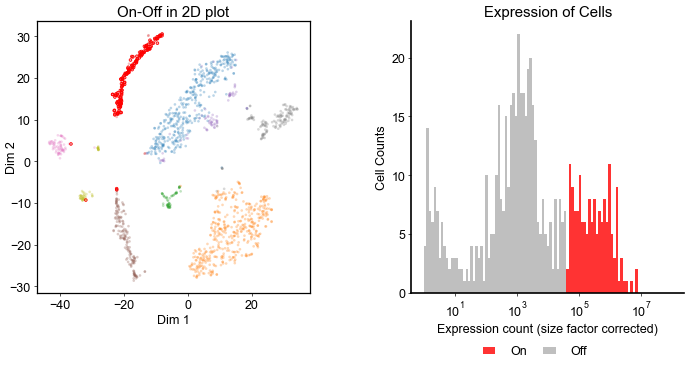 On-Off in 2D plot
Expression of Cells
30
20
10
0
−10
−20
−30
Dim 2
−40
−20
0
20
Dim 1
20
15
10
5
0
Cell Counts
10^1
10^3
10^5
10^7
Expression count (size factor corrected)
On
Off